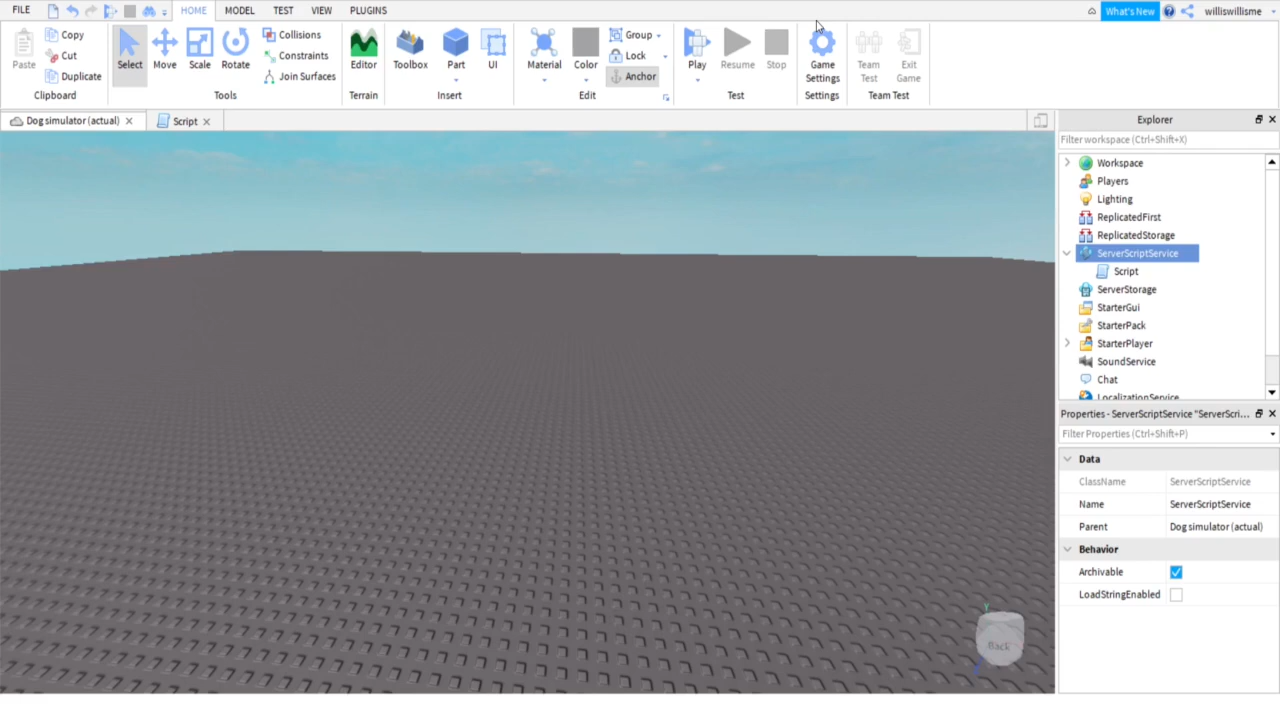 FILE HOME MODEL TEST VIEW PLUGINS What's New williswillisme
Paste Copy Cut Duplicate
Clipboard
Select Move Scale Rotate Collisions Constraints Join Surfaces
Tools
Editor
Terrain
Toolbox Part UI
Insert
Material Color Group Lock Anchor
Edit
Play Resume Stop
Test
Game Settings
Settings
Team Test Exit Game
Team Test
Dog simulator (actual) Script
Explorer
Filter workspace (Ctrl+Shift+X)
Workspace
Players
Lighting
ReplicatedFirst
ReplicatedStorage
ServerScriptService
Script
ServerStorage
StarterGui
StarterPack
StarterPlayer
SoundService
Chat
LocalizationService
Properties - ServerScriptService "ServerScri...
Filter Properties (Ctrl+Shift+P)
Data
ClassName ServerScriptService
Name ServerScriptService
Parent Dog simulator (actual)
Behavior
Archivable
LoadStringEnabled
Y
Back